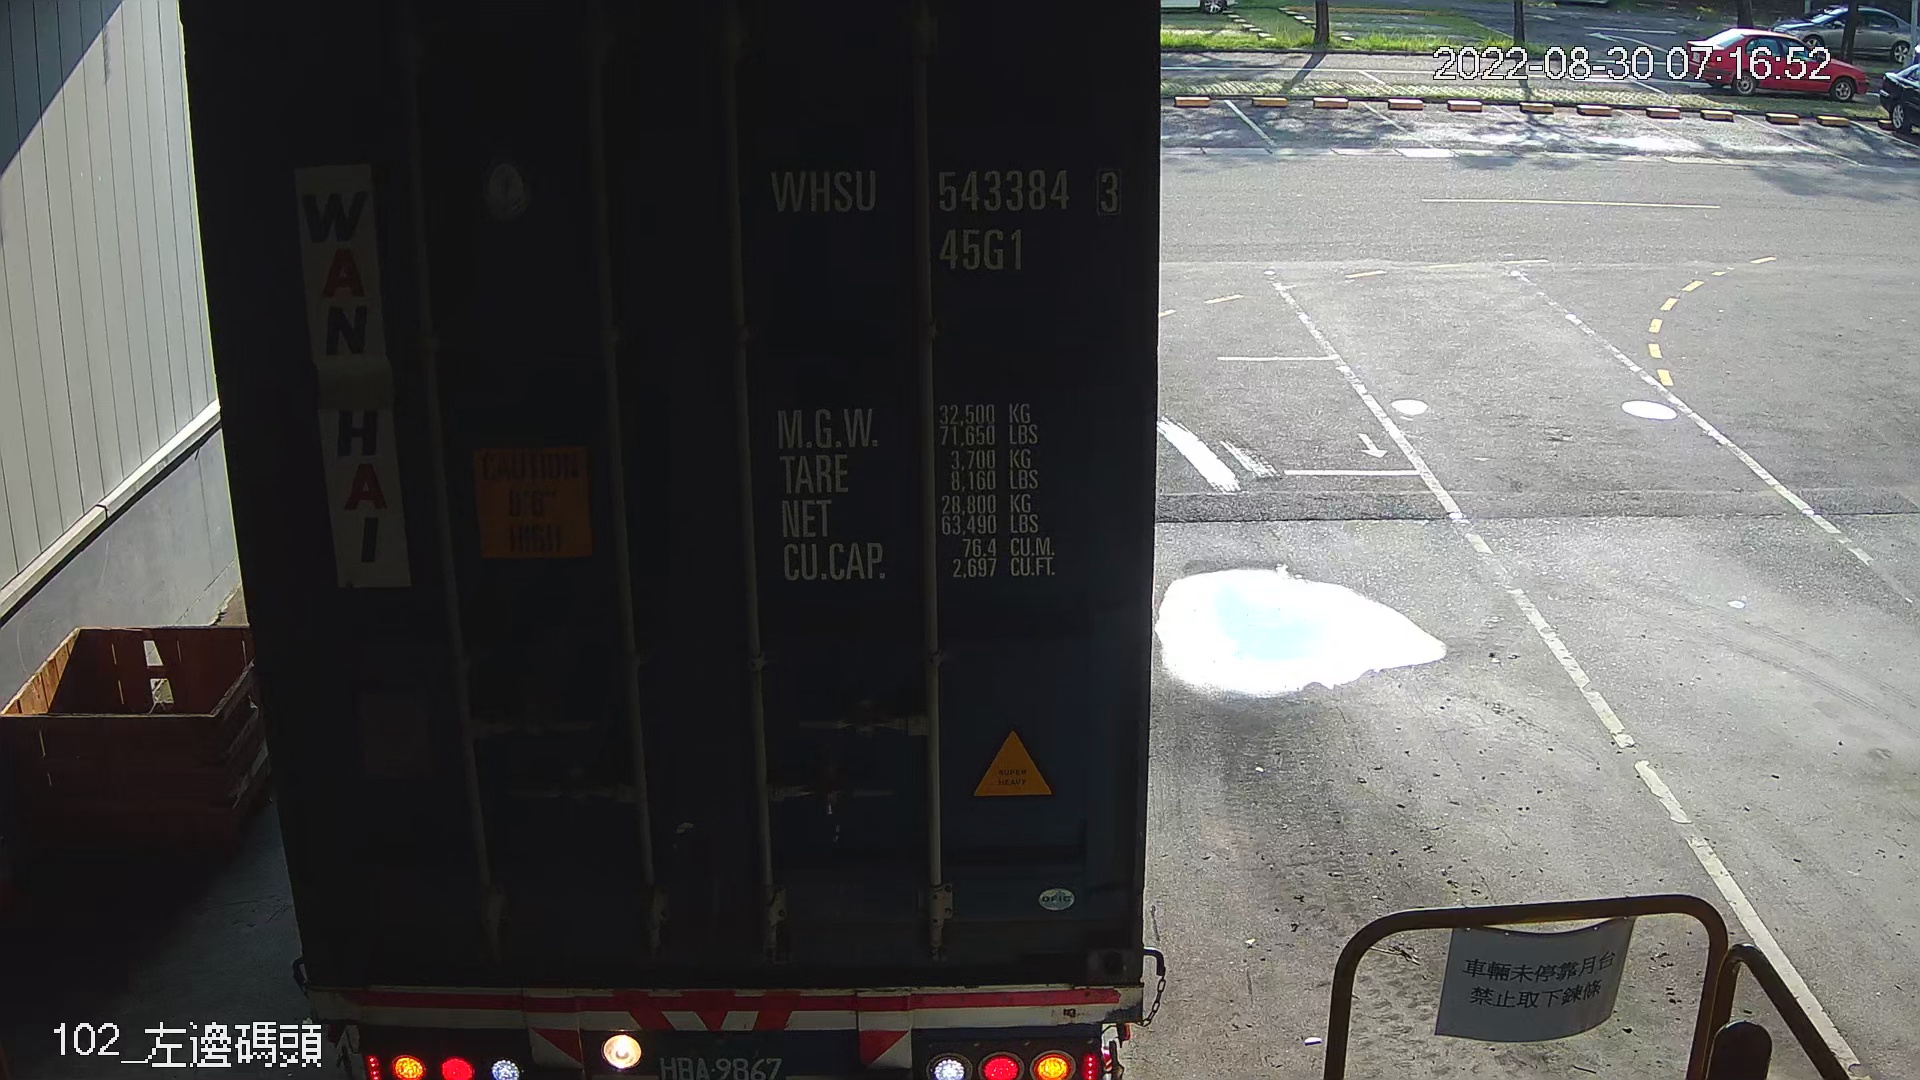 2022-08-30 07:16:52
WAN HAI
WHSU 543384 3
45G1
M.G.W. 32,500 KG
71,650 LBS
TARE 3,700 KG
8,160 LBS
NET 28,800 KG
63,490 LBS
CU.CAP. 76.4 CU.M.
2,697 CU.FT.
CAUTION
9'6"
HIGH
SUPER
HEAVY
車輛未停靠月台
禁止取下鍊條
102_左邊碼頭
HBA-9867